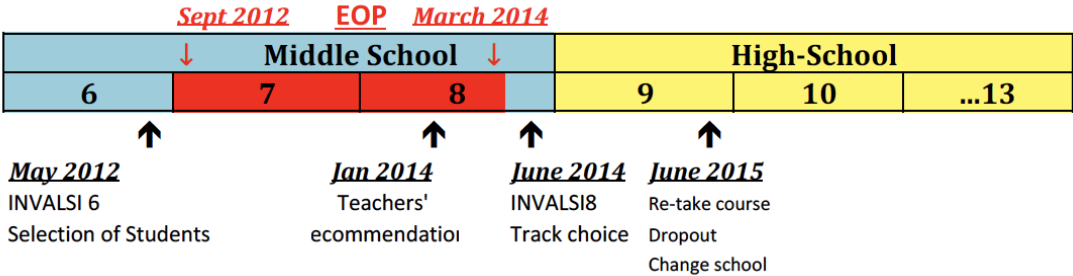 Sept 2012 EOP March 2014
↓ Middle School ↓ High-School
6 7 8 9 10 ...13
May 2012 Jan 2014 June 2014 June 2015
INVALSI 6 Teachers' INVALSI8 Re-take course
Selection of Students ecommendation Track choice Dropout
Change school